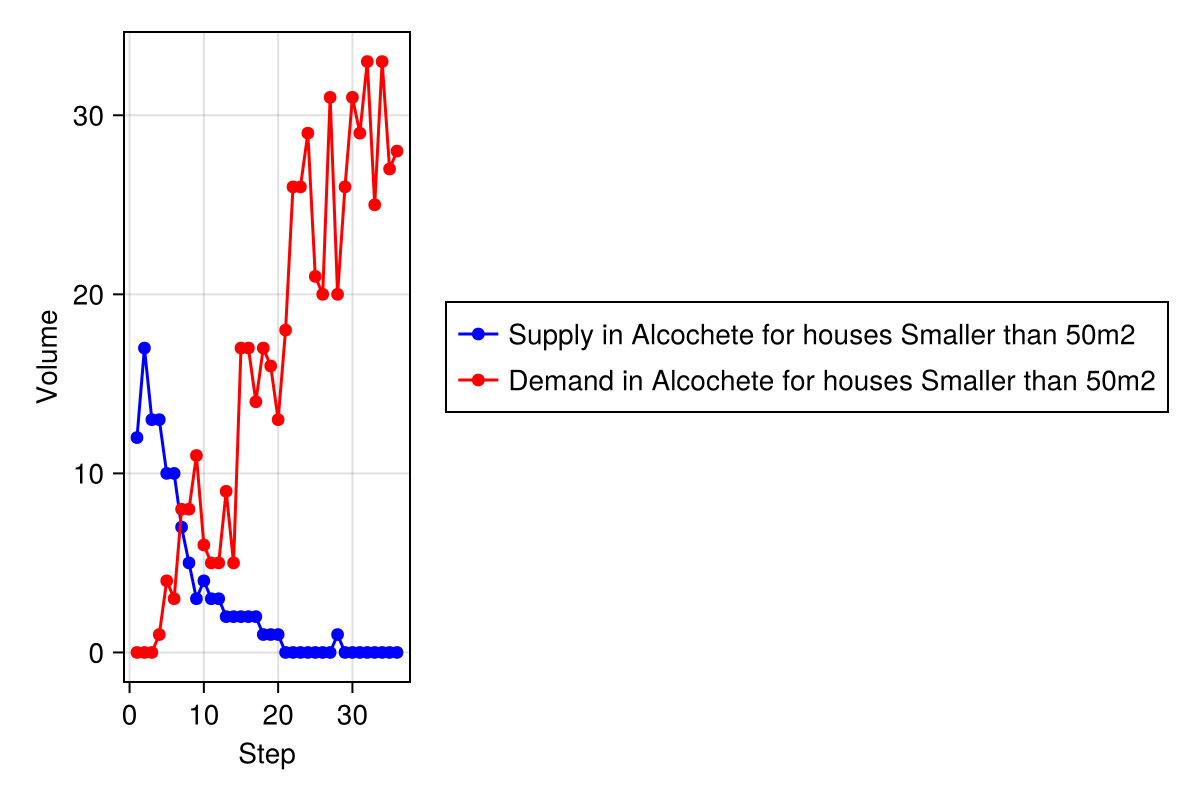 Volume
30
20
10
0
0 10 20 30
Step
Supply in Alcochete for houses Smaller than 50m2
Demand in Alcochete for houses Smaller than 50m2